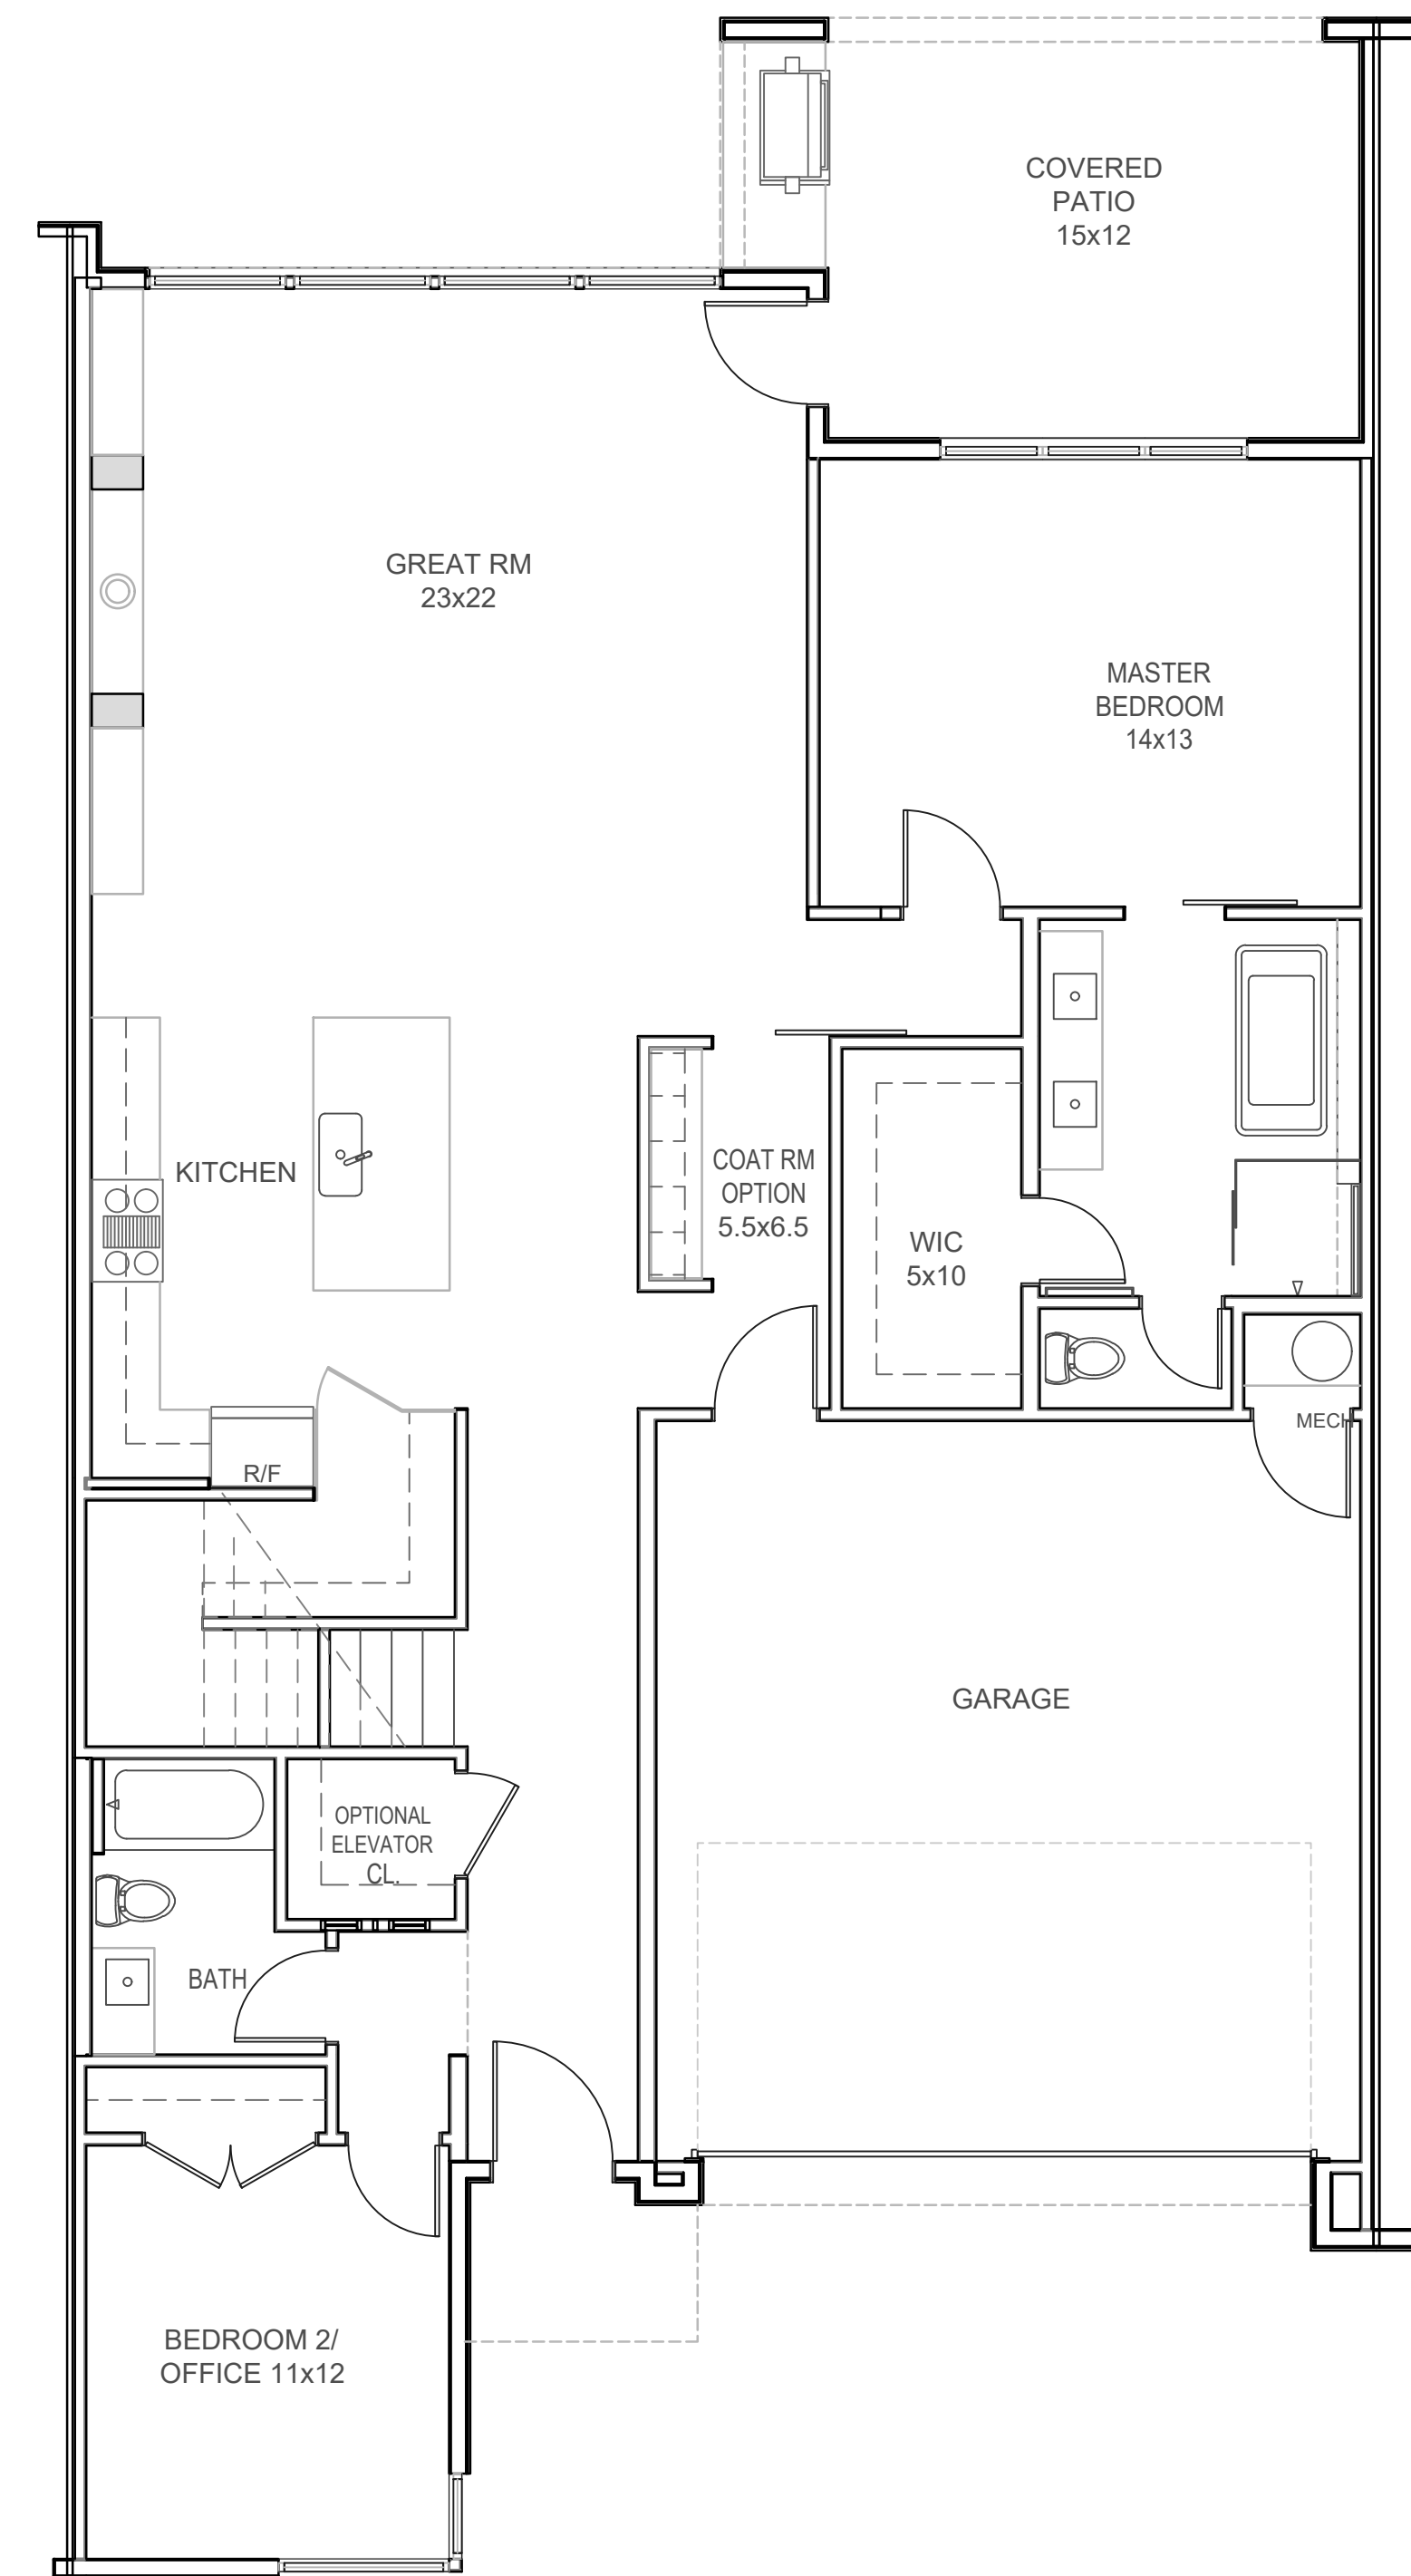 COVERED
PATIO
15x12
GREAT RM
23x22
MASTER
BEDROOM
14x13
KITCHEN
COAT RM
OPTION
5.5x6.5
WIC
5x10
MECH
R/F
GARAGE
OPTIONAL
ELEVATOR
CL.
BATH
BEDROOM 2/
OFFICE 11x12